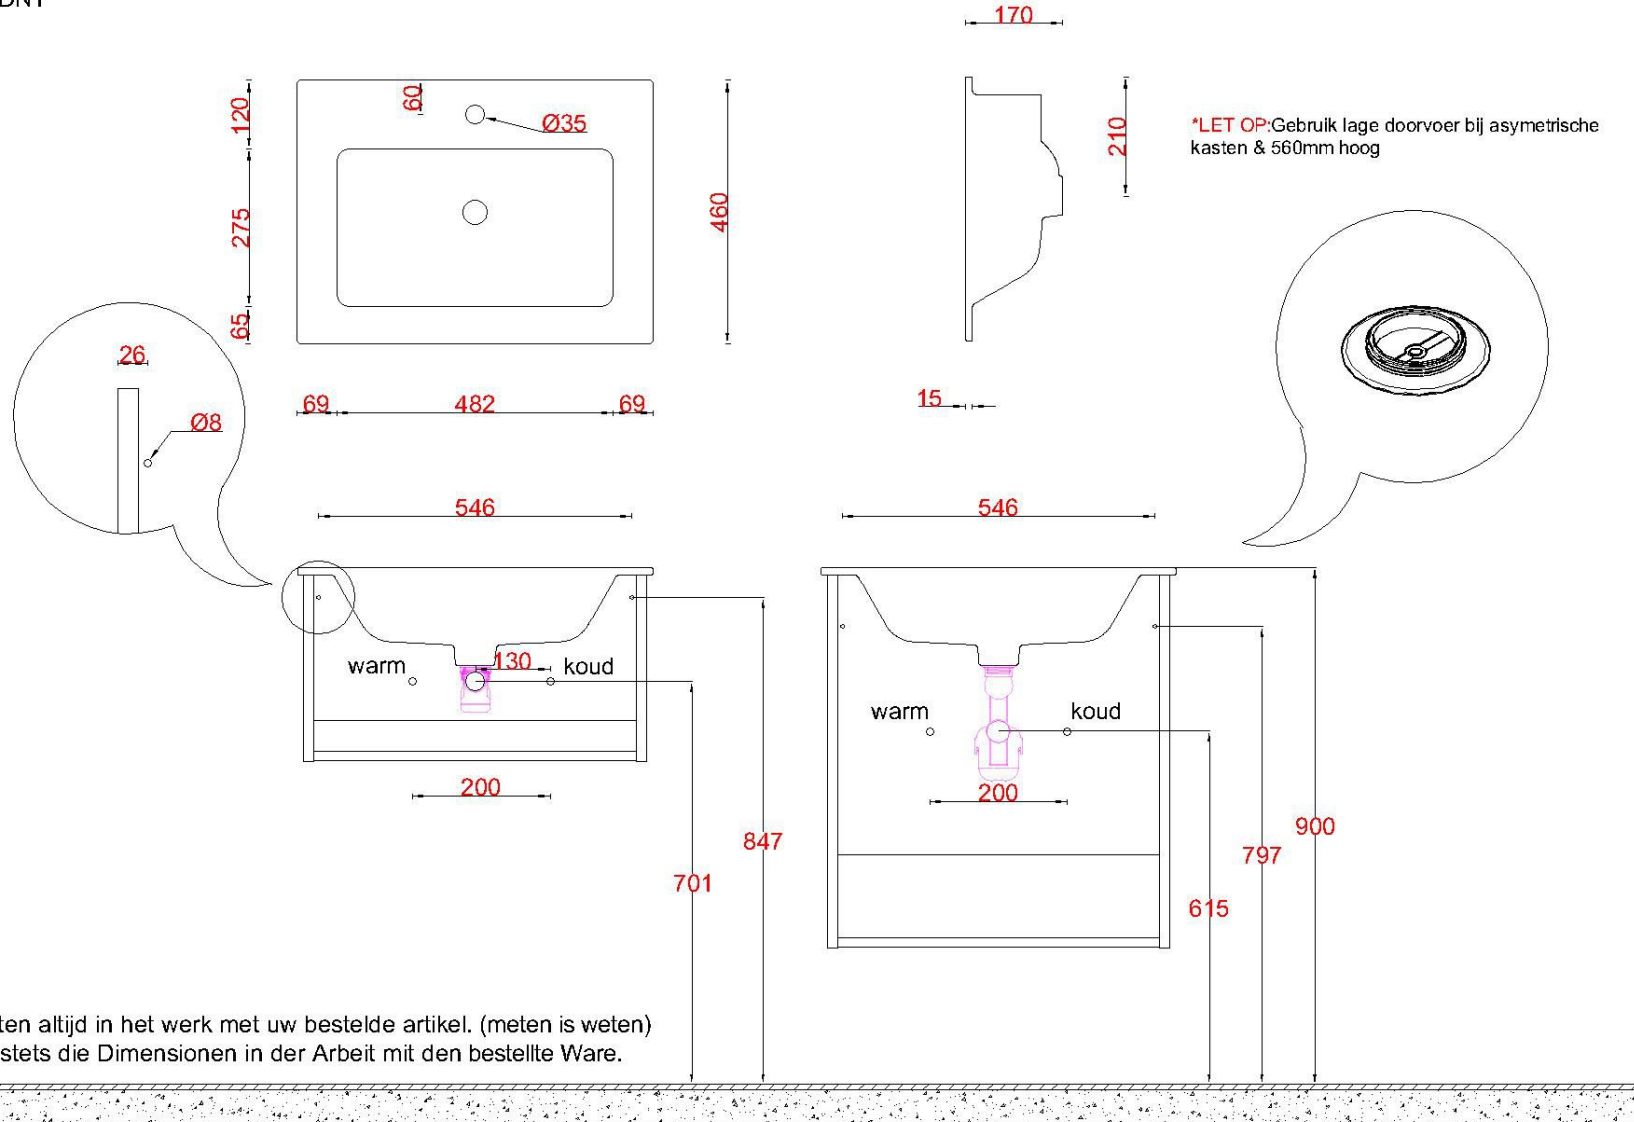 170
60
120
Ø35
210
*LET OP:Gebruik lage doorvoer bij asymetrische
kasten & 560mm hoog
275
460
65
26
Ø8
69
482
69
15
546
546
warm
130
koud
warm
koud
200
200
847
701
900
797
615
altijd in het werk met uw bestelde artikel. (meten is weten)
stets die Dimensionen in der Arbeit mit den bestellte Ware.